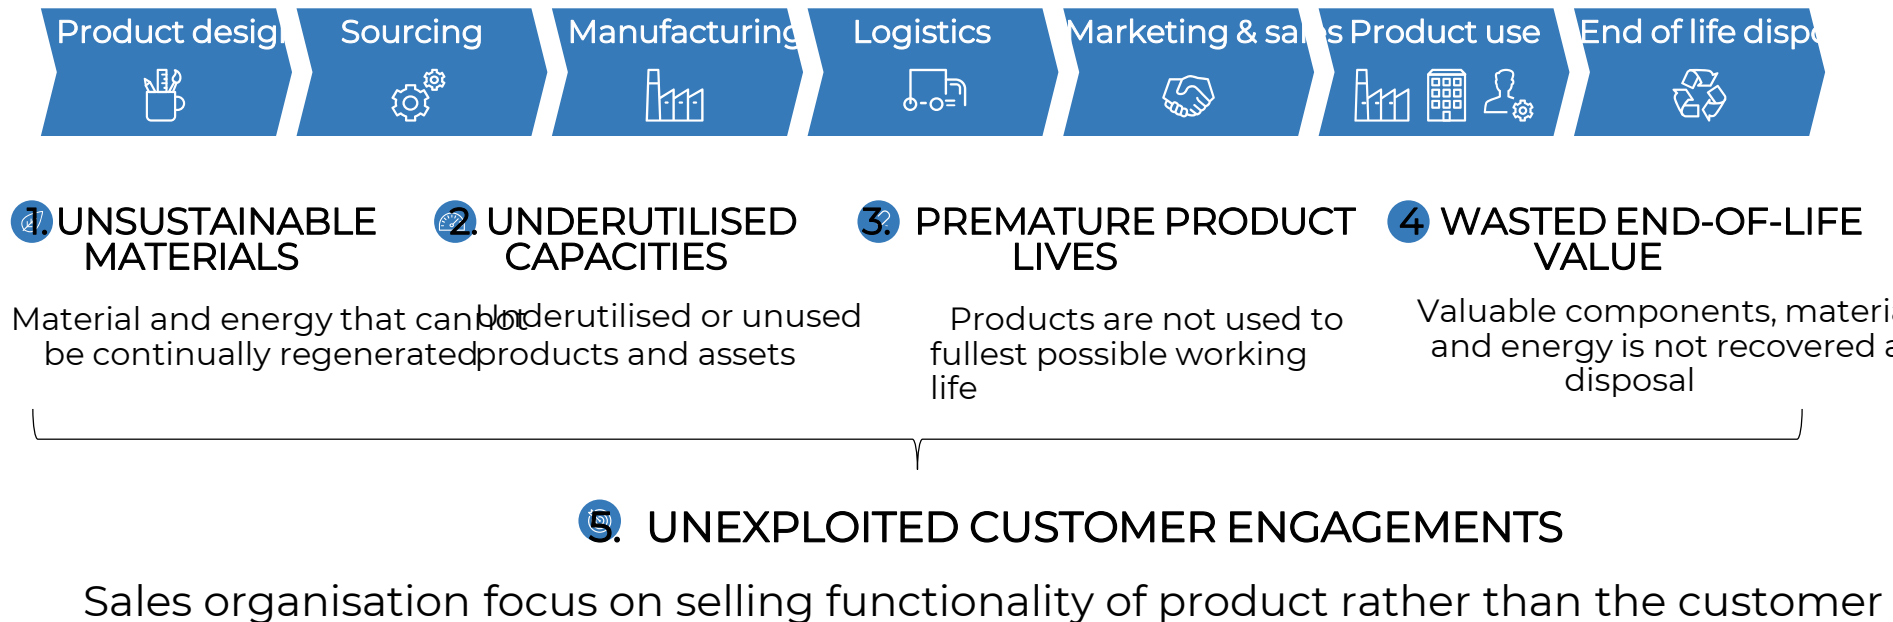 Product desig
Sourcing
Manufacturing
Logistics
Marketing & sales
Product use
End of life dispo
1. UNSUSTAINABLE
MATERIALS
Material and energy that cannot
be continually regenerated
2. UNDERUTILISED
CAPACITIES
Underutilised or unused
products and assets
3. PREMATURE PRODUCT
LIVES
Products are not used to
fullest possible working
life
4 WASTED END-OF-LIFE
VALUE
Valuable components, materia
and energy is not recovered a
disposal
5. UNEXPLOITED CUSTOMER ENGAGEMENTS
Sales organisation focus on selling functionality of product rather than the customer